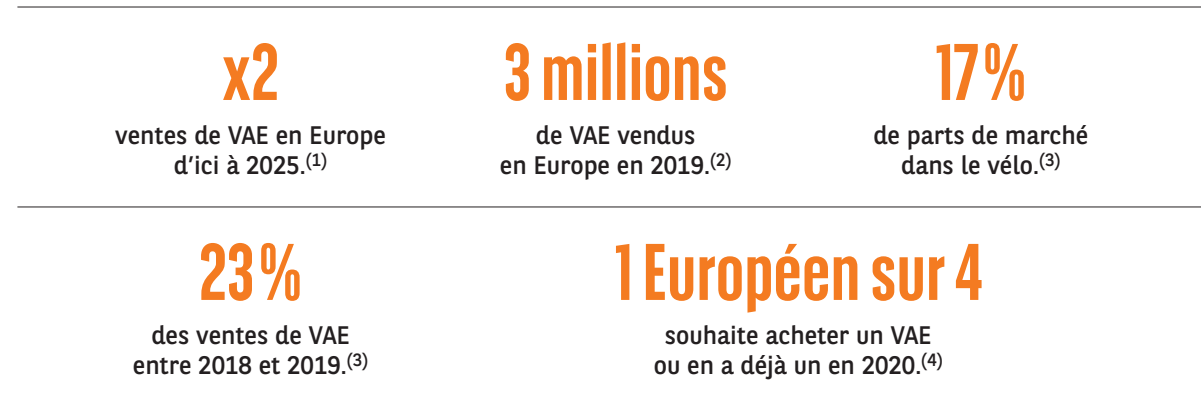 x2
ventes de VAE en Europe
d'ici à 2025.(1)
3 millions
de VAE vendus
en Europe en 2019.(2)
17%
de parts de marché
dans le vélo.(3)
23%
des ventes de VAE
entre 2018 et 2019.(3)
1 Européen sur 4
souhaite acheter un VAE
ou en a déjà un en 2020.(4)